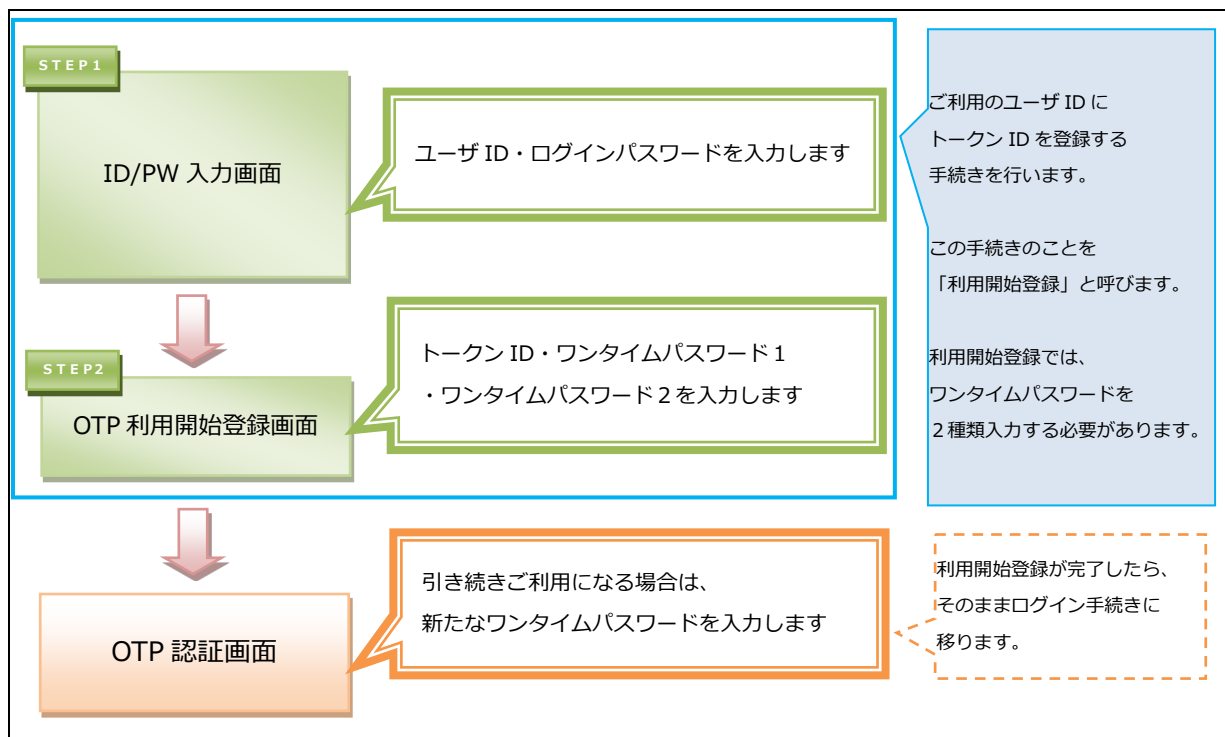 STEP1
ID/PW 入力画面
ユーザ ID・ログインパスワードを入力します
ご利用のユーザ ID に
トークン ID を登録する
手続きを行います。
この手続きのことを
「利用開始登録」と呼びます。
利用開始登録では、
ワンタイムパスワードを
２種類入力する必要があります。
STEP2
OTP 利用開始登録画面
トークン ID・ワンタイムパスワード１
・ワンタイムパスワード２を入力します
OTP 認証画面
引き続きご利用になる場合は、
新たなワンタイムパスワードを入力します
利用開始登録が完了したら、
そのままログイン手続きに
移ります。